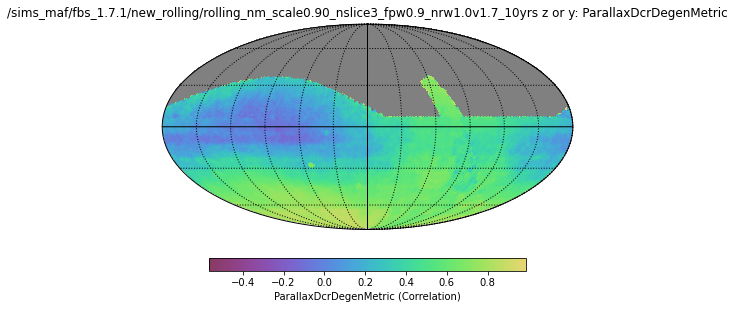 /sims_maf/fbs_1.7.1/new_rolling/rolling_nm_scale0.90_nslice3_fpw0.9_nrw1.0v1.7_10yrs z or y: ParallaxDcrDegenMetric
−0.4 −0.2 0.0 0.2 0.4 0.6 0.8
ParallaxDcrDegenMetric (Correlation)